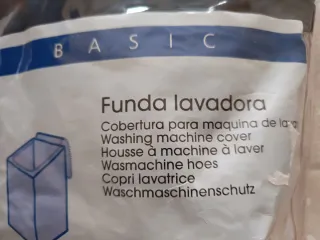 BASIC
Funda lavadora
Cobertura para maquina de
Washing machine cover
Housse à machine à laver
Wasmachine hoes
Copri lavatrice
Waschmaschinenschutz